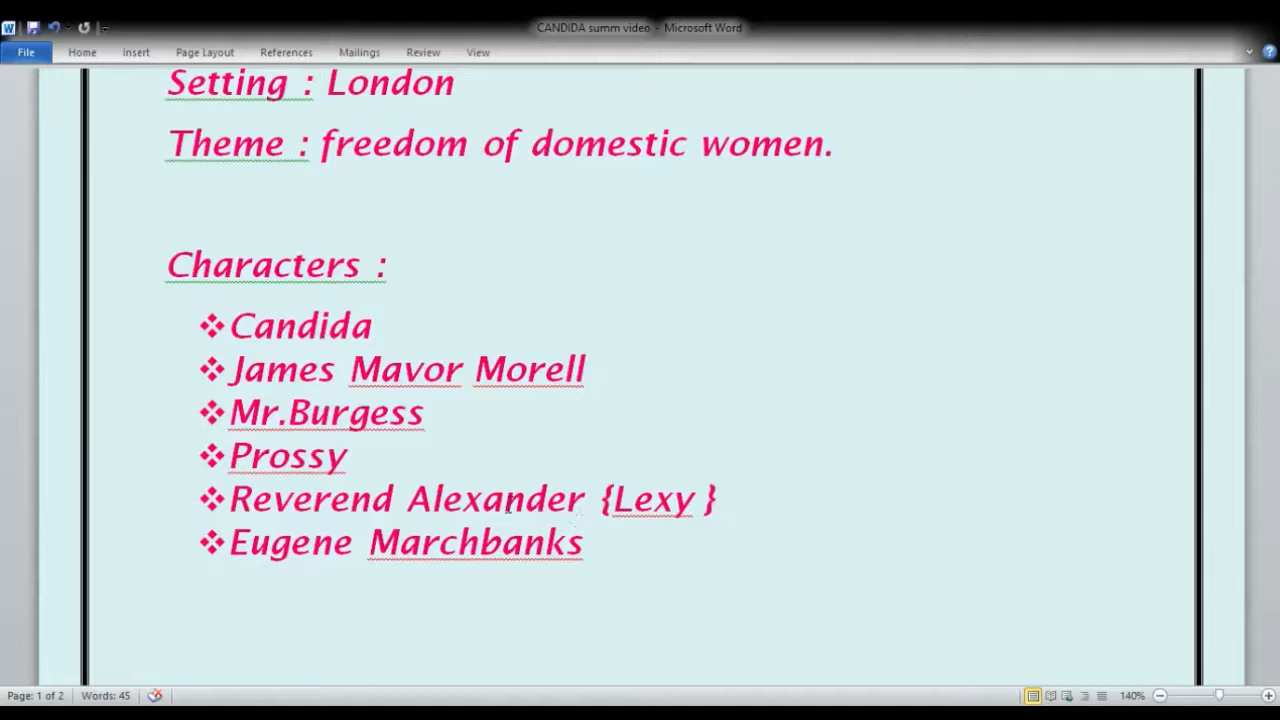 CANDIDA summ video - Microsoft Word
File Home Insert Page Layout References Mailings Review View
Setting : London
Theme : freedom of domestic women.
Characters :
❖Candida
❖James Mavor Morell
❖Mr.Burgess
❖Prossy
❖Reverend Alexander {Lexy }
❖Eugene Marchbanks
Page: 1 of 2 Words: 45 140%